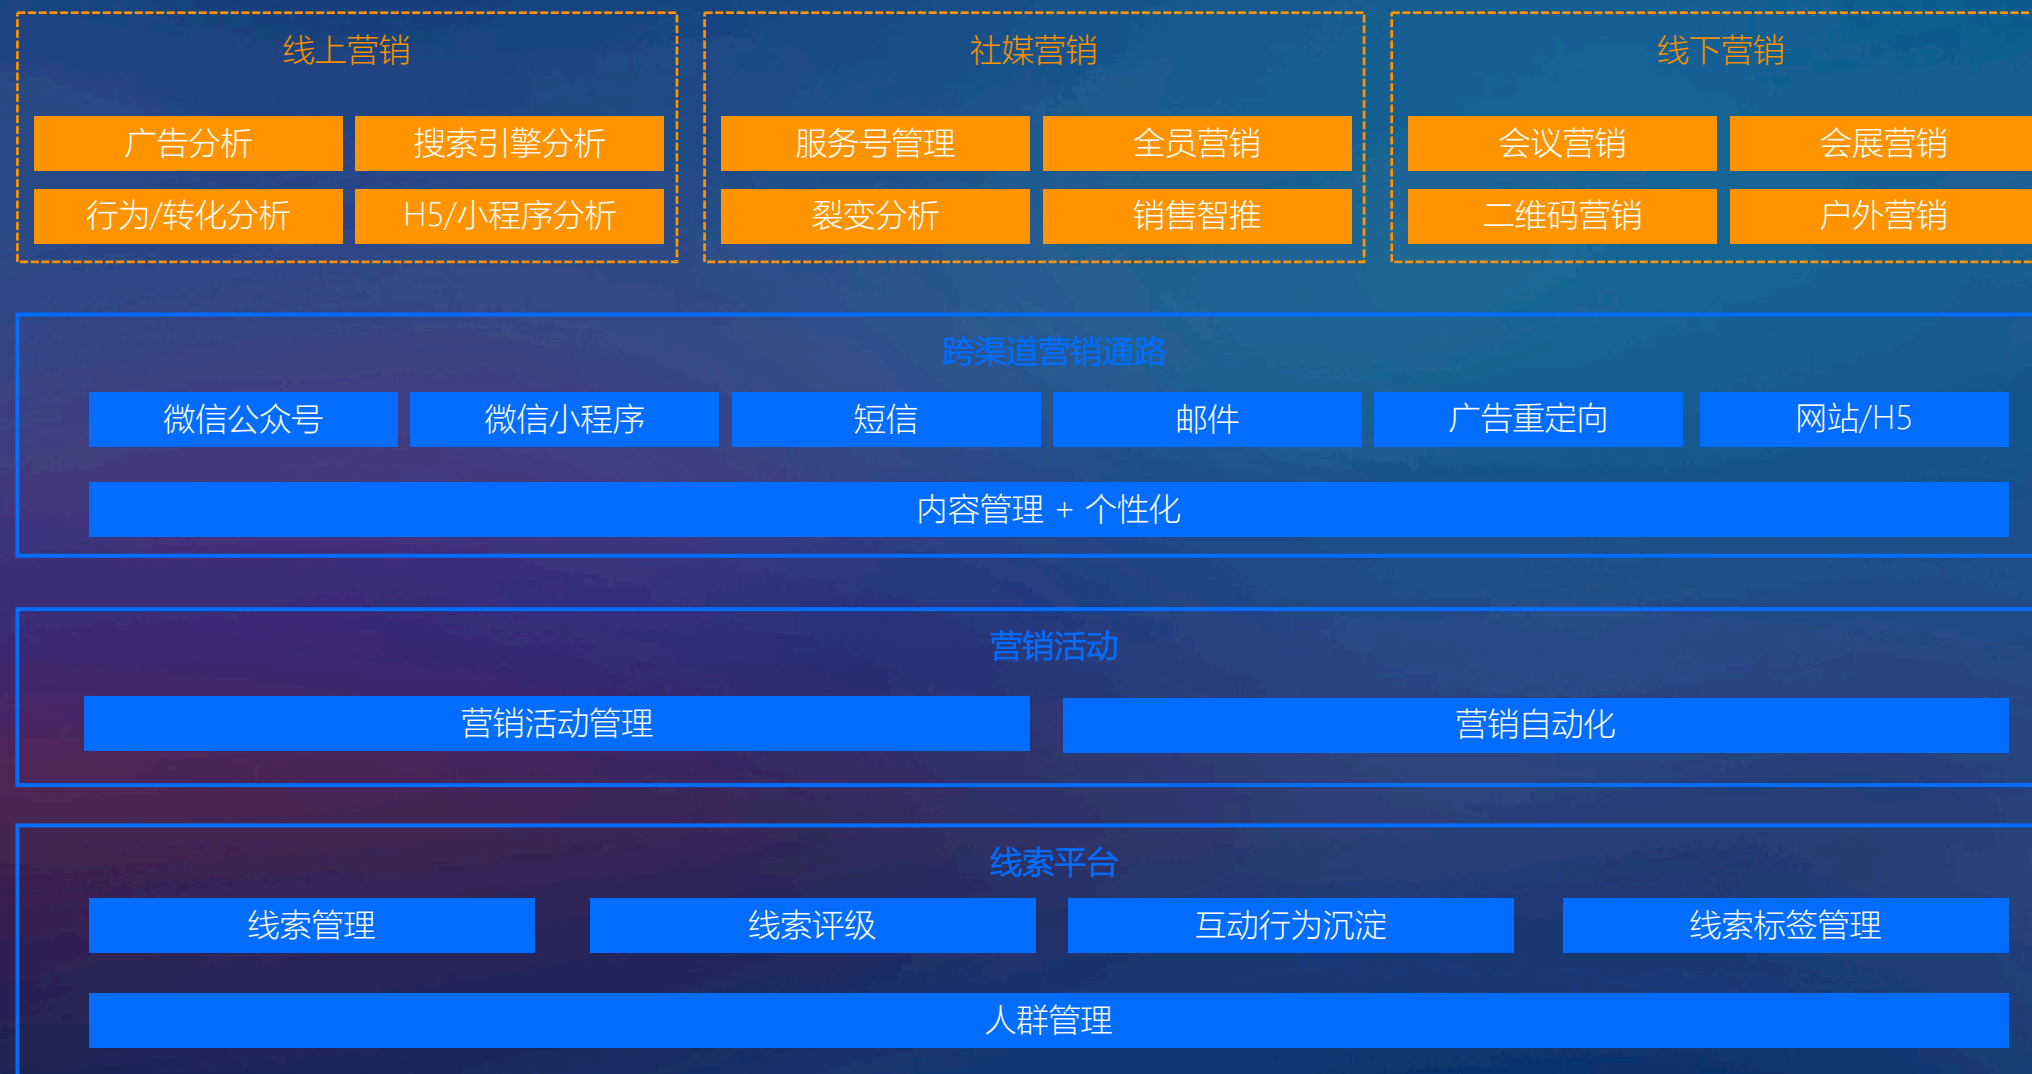 线上营销
广告分析
搜索引擎分析
行为/转化分析
H5/小程序分析
社媒营销
服务号管理
全员营销
裂变分析
销售智推
线下营销
会议营销
会展营销
二维码营销
户外营销
跨渠道营销通路
微信公众号
微信小程序
短信
邮件
广告重定向
网站/H5
内容管理 + 个性化
营销活动
营销活动管理
营销自动化
线索平台
线索管理
线索评级
互动行为沉淀
线索标签管理
人群管理